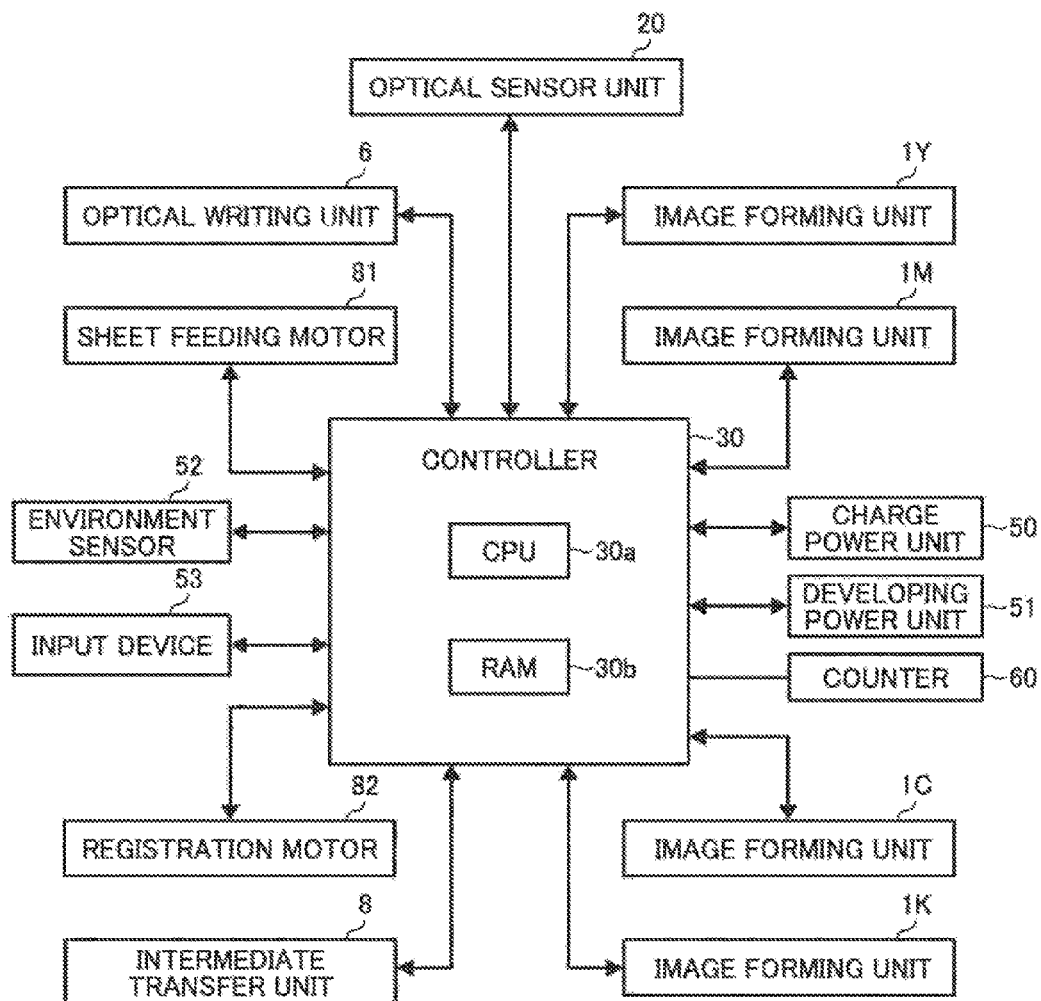 20
OPTICAL SENSOR UNIT
6
OPTICAL WRITING UNIT
1Y
IMAGE FORMING UNIT
81
SHEET FEEDING MOTOR
1M
IMAGE FORMING UNIT
30
CONTROLLER
52
ENVIRONMENT
SENSOR
CPU
30a
CHARGE
POWER UNIT
50
53
INPUT DEVICE
DEVELOPING
POWER UNIT
51
RAM
30b
COUNTER
60
82
REGISTRATION MOTOR
1C
IMAGE FORMING UNIT
8
INTERMEDIATE
TRANSFER UNIT
1K
IMAGE FORMING UNIT